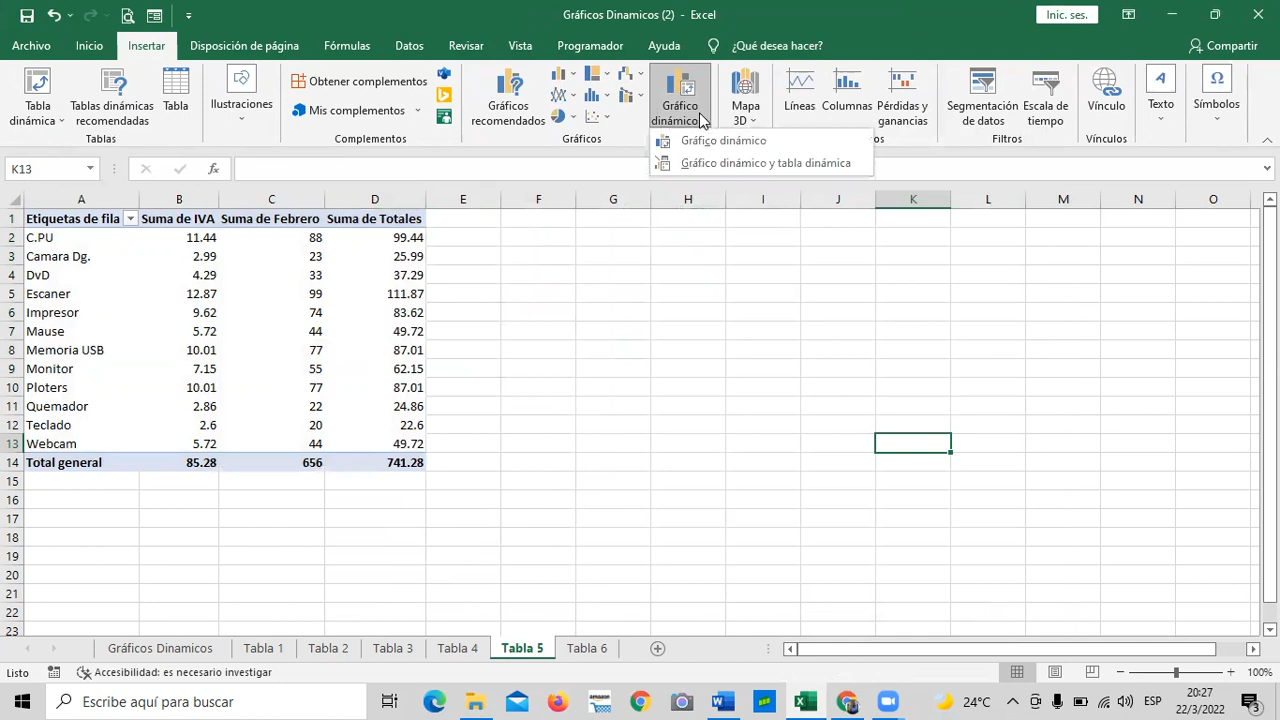 Gráficos Dinamicos (2) - Excel
Inic. ses.
Archivo Inicio Insertar Disposición de página Fórmulas Datos Revisar Vista Programador Ayuda ¿Qué desea hacer? Compartir
Tabla dinámica
Tablas dinámicas recomendadas
Tabla
Tablas
Ilustraciones
Obtener complementos
Mis complementos
Complementos
Gráficos recomendados
Gráficos
Gráfico dinámico
Mapa 3D
Líneas
Columnas
Pérdidas y ganancias
Segmentación de datos
Escala de tiempo
Filtros
Vínculo
Vínculos
Texto
Símbolos
Gráfico dinámico
Gráfico dinámico y tabla dinámica
K13
fx
A B C D E F G H I J K L M N O
1 Etiquetas de fila Suma de IVA Suma de Febrero Suma de Totales
2 C.PU 11.44 88 99.44
3 Camara Dg. 2.99 23 25.99
4 DvD 4.29 33 37.29
5 Escaner 12.87 99 111.87
6 Impresor 9.62 74 83.62
7 Mause 5.72 44 49.72
8 Memoria USB 10.01 77 87.01
9 Monitor 7.15 55 62.15
10 Ploters 10.01 77 87.01
11 Quemador 2.86 22 24.86
12 Teclado 2.6 20 22.6
13 Webcam 5.72 44 49.72
14 Total general 85.28 656 741.28
15
16
17
18
19
20
21
22
23
Gráficos Dinamicos Tabla 1 Tabla 2 Tabla 3 Tabla 4 Tabla 5 Tabla 6
Listo Accesibilidad: es necesario investigar 100%
Escribe aquí para buscar
24°C
ESP
20:27
22/3/2022
3